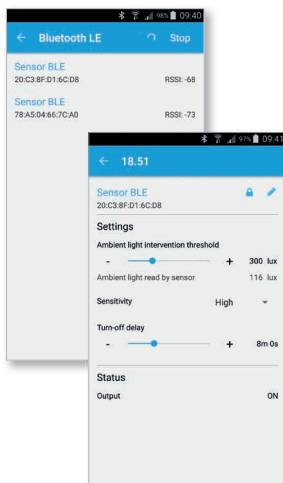 98% 09:40
Bluetooth LE Stop
Sensor BLE
20:C3:8F:D1:6C:D8 RSSI: -68
Sensor BLE
78:A5:04:66:7C:A0 RSSI: -73
97% 09:41
18.51
Sensor BLE
20:C3:8F:D1:6C:D8
Settings
Ambient light intervention threshold
- + 300 lux
Ambient light read by sensor 116 lux
Sensitivity High
Turn-off delay
- + 8m 0s
Status
Output ON